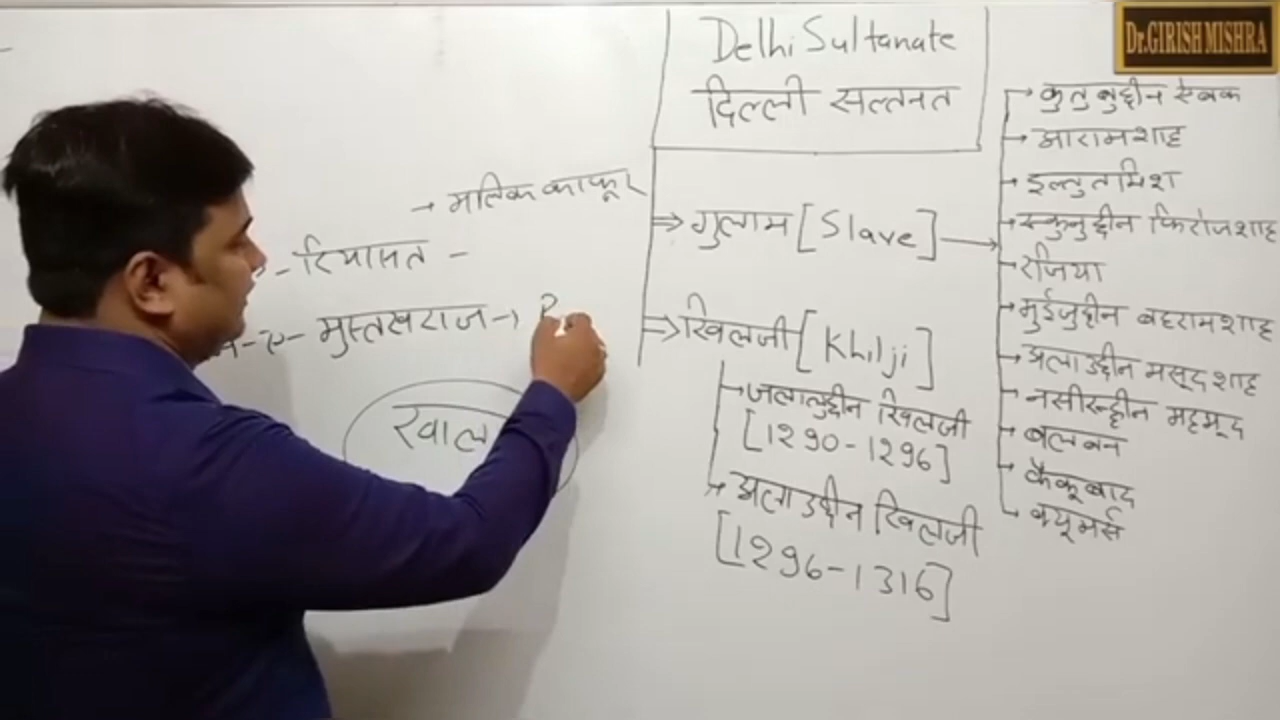 Dr.GIRISH MISHRA
Delhi Sultanate
दिल्ली सल्तनत
→ मलिक काफूर
- रियासत -
- ए - मुस्तखराज →
खाल
⇒ गुलाम [Slave] →
→ कुतुबुद्दीन ऐबक
→ आरामशाह
→ इल्तुतमिश
→ रुकुनुद्दीन फिरोजशाह
→ रजिया
→ मुईजुद्दीन बहरामशाह
→ अलाउद्दीन मसूदशाह
→ नसीरुद्दीन महमूद
→ बलबन
→ कैकूबाद
→ क्यूमर्स
⇒ खिलजी [Khilji]
→ जलालुद्दीन खिलजी
[1290-1296]
→ अलाउद्दीन खिलजी
[1296-1316]